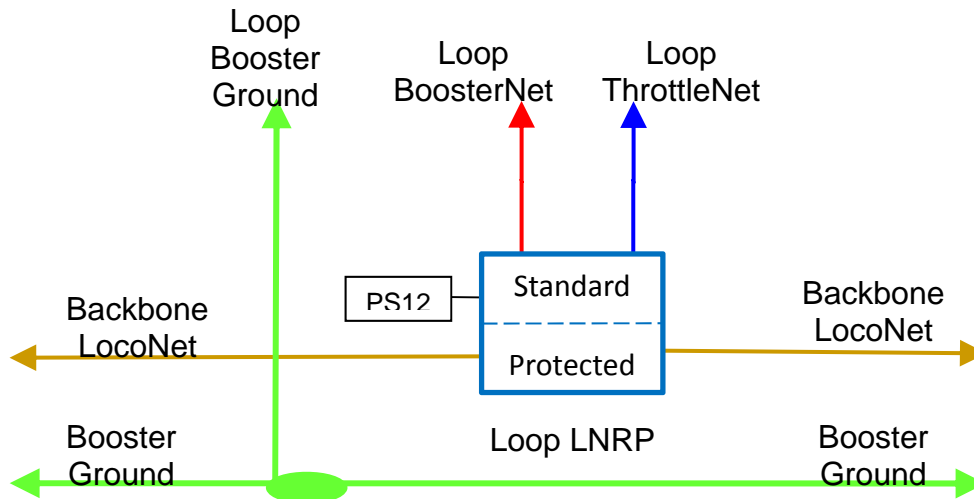 Loop
Booster
Ground
Loop
BoosterNet
Loop
ThrottleNet
Standard
PS12
Backbone
LocoNet
Backbone
LocoNet
Protected
Booster
Ground
Loop LNRP
Booster
Ground